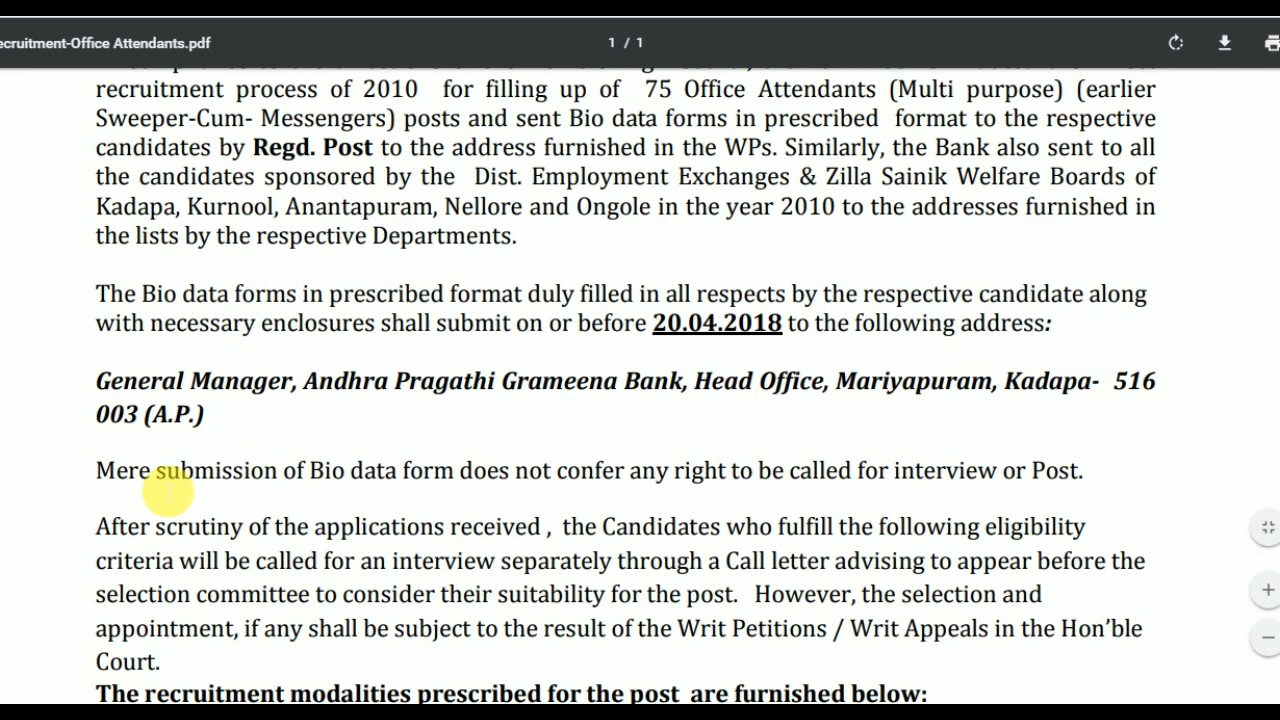 ecruitment-Office Attendants.pdf
1 / 1
recruitment process of 2010 for filling up of 75 Office Attendants (Multi purpose) (earlier
Sweeper-Cum- Messengers) posts and sent Bio data forms in prescribed format to the respective
candidates by Regd. Post to the address furnished in the WPs. Similarly, the Bank also sent to all
the candidates sponsored by the Dist. Employment Exchanges & Zilla Sainik Welfare Boards of
Kadapa, Kurnool, Anantapuram, Nellore and Ongole in the year 2010 to the addresses furnished in
the lists by the respective Departments.
The Bio data forms in prescribed format duly filled in all respects by the respective candidate along
with necessary enclosures shall submit on or before 20.04.2018 to the following address:
General Manager, Andhra Pragathi Grameena Bank, Head Office, Mariyapuram, Kadapa- 516
003 (A.P.)
Mere submission of Bio data form does not confer any right to be called for interview or Post.
After scrutiny of the applications received , the Candidates who fulfill the following eligibility
criteria will be called for an interview separately through a Call letter advising to appear before the
selection committee to consider their suitability for the post. However, the selection and
appointment, if any shall be subject to the result of the Writ Petitions / Writ Appeals in the Hon’ble
Court.
The recruitment modalities prescribed for the post are furnished below: